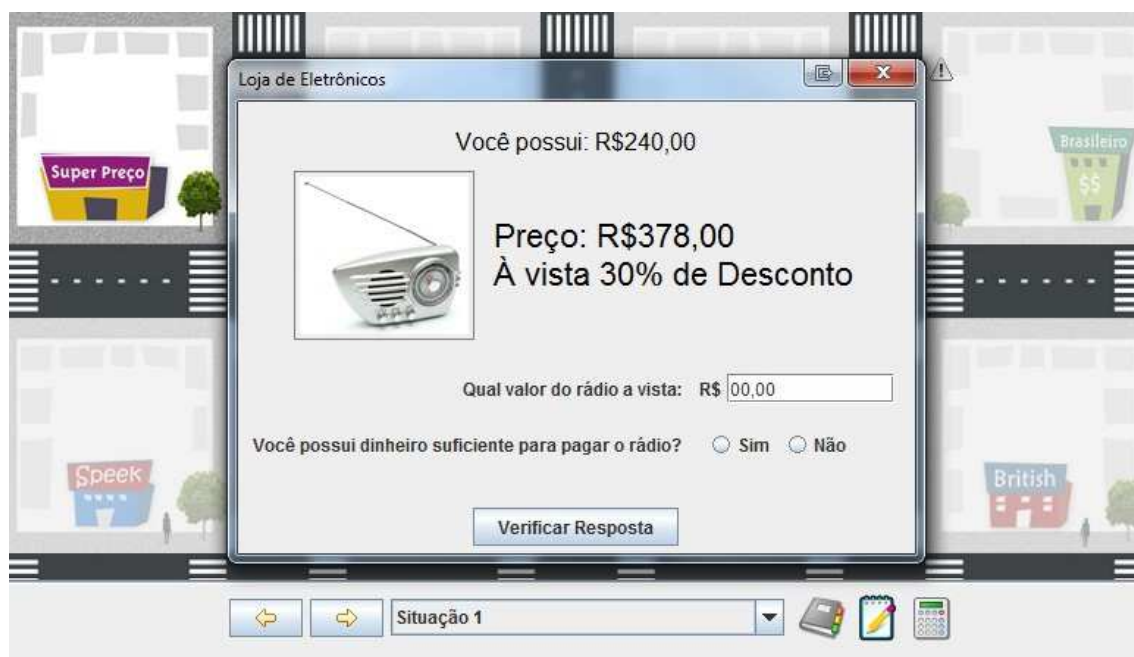 Loja de Eletrônicos
Você possui: R$240,00
Super Preço
Brasileiro
$$
Preço: R$378,00
À vista 30% de Desconto
Qual valor do rádio a vista: R$ 00,00
Você possui dinheiro suficiente para pagar o rádio? Sim Não
Speek
British
Verificar Resposta
Situação 1